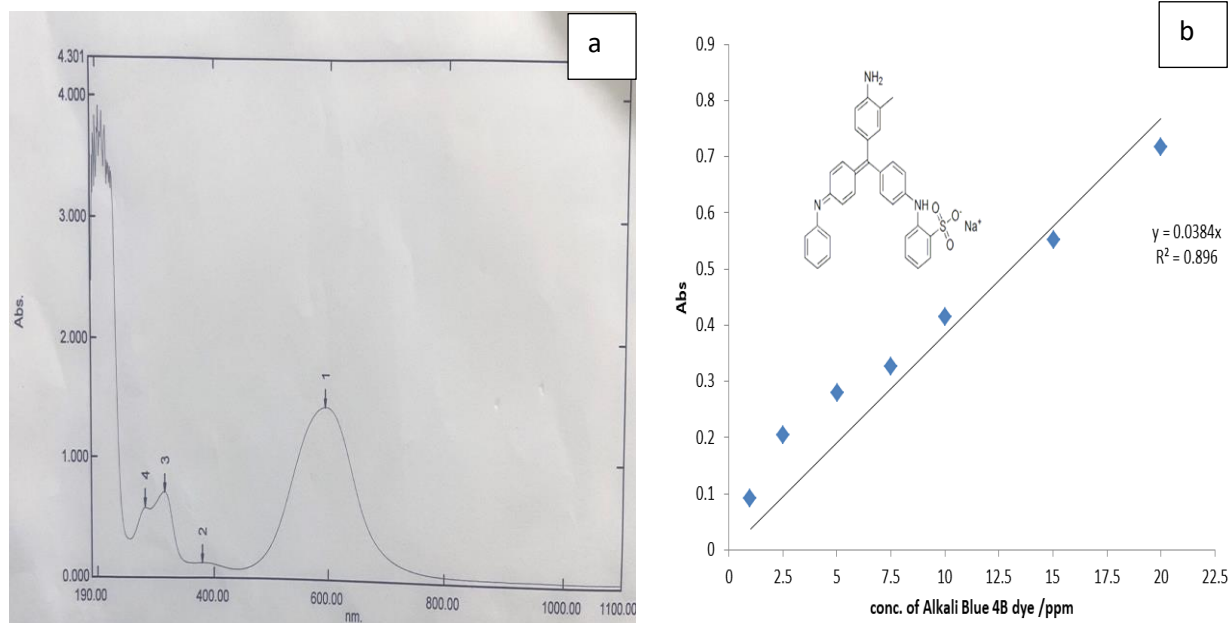 a
4.301
4.000
3.000
2.000
1.000
0.000
Abs.
1
2
3
4
190.00
400.00
600.00
800.00
1000.00
1100.00
nm.
b
0.9
0.8
0.7
0.6
0.5
0.4
0.3
0.2
0.1
0
Abs
NH₂
N
NH
O
S
O⁻
O
Na⁺
y = 0.0384x
R² = 0.896
0
2.5
5
7.5
10
12.5
15
17.5
20
22.5
conc. of Alkali Blue 4B dye /ppm